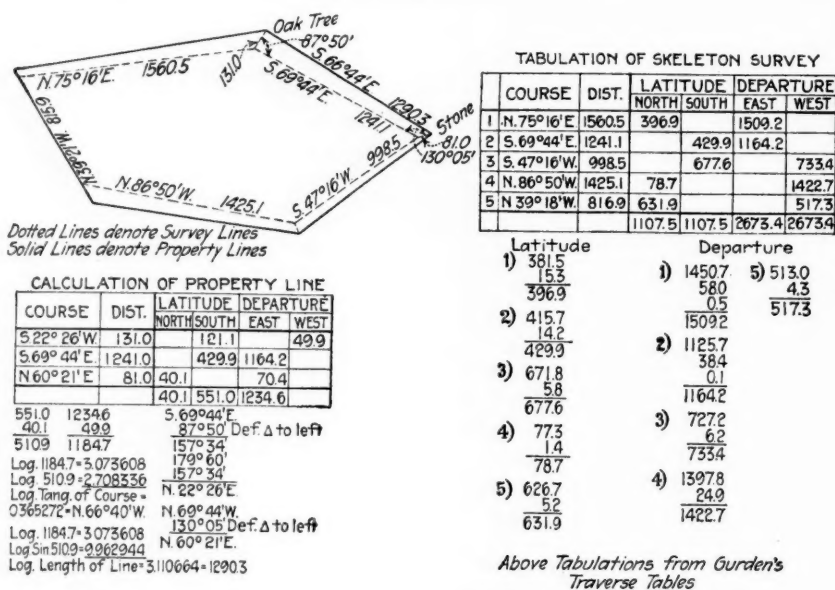 Oak Tree
87°50'
S.66°44'E.
131.0
N.75°16'E. 1560.5
S.69°44'E.
1241.1
1290.3
Stone
81.0
130°05'
998.5
S.47°16'W.
N.39°27'W. 815.9
N.86°50'W.
1425.1
Dotted Lines denote Survey Lines
Solid Lines denote Property Lines
CALCULATION OF PROPERTY LINE
COURSE DIST. LATITUDE DEPARTURE
NORTH SOUTH EAST WEST
S.22° 26'W. 131.0 121.1 49.9
S.69° 44'E. 1241.0 429.9 1164.2
N.60° 21'E 81.0 40.1 70.4
40.1 551.0 1234.6
551.0 1234.6
40.1 49.9
510.9 1184.7
Log. 1184.7=3.073608
Log. 510.9=2.708336
Log.Tang. of Course=
0365272=N.66°40'W.
Log. 1184.7=3.073608
Log Sin 510.9=9.962944
Log. Length of Line=3.110664=1290.3
S.69°44'E.
87°50' Def. Δ to left
157°34'
179°60'
157°34'
N.22°26'E.
N.69°44'W.
130°05' Def. Δ to left
N.60°21'E.
TABULATION OF SKELETON SURVEY
COURSE DIST. LATITUDE DEPARTURE
NORTH SOUTH EAST WEST
1 N.75°16'E 1560.5 396.9 1509.2
2 S.69°44'E. 1241.1 429.9 1164.2
3 S.47°16'W. 998.5 677.6 733.4
4 N.86°50'W. 1425.1 78.7 1422.7
5 N 39°18'W. 816.9 631.9 517.3
1107.5 1107.5 2673.4 2673.4
Latitude
1) 381.5
15.3
396.9
2) 415.7
14.2
429.9
3) 671.8
5.8
677.6
4) 77.3
1.4
78.7
5) 626.7
5.2
631.9
Departure
1) 1450.7
58.0
0.5
1509.2
2) 1125.7
38.4
0.1
1164.2
3) 727.2
6.2
733.4
4) 1397.8
24.9
1422.7
5) 513.0
4.3
517.3
Above Tabulations from Gurden's
Traverse Tables